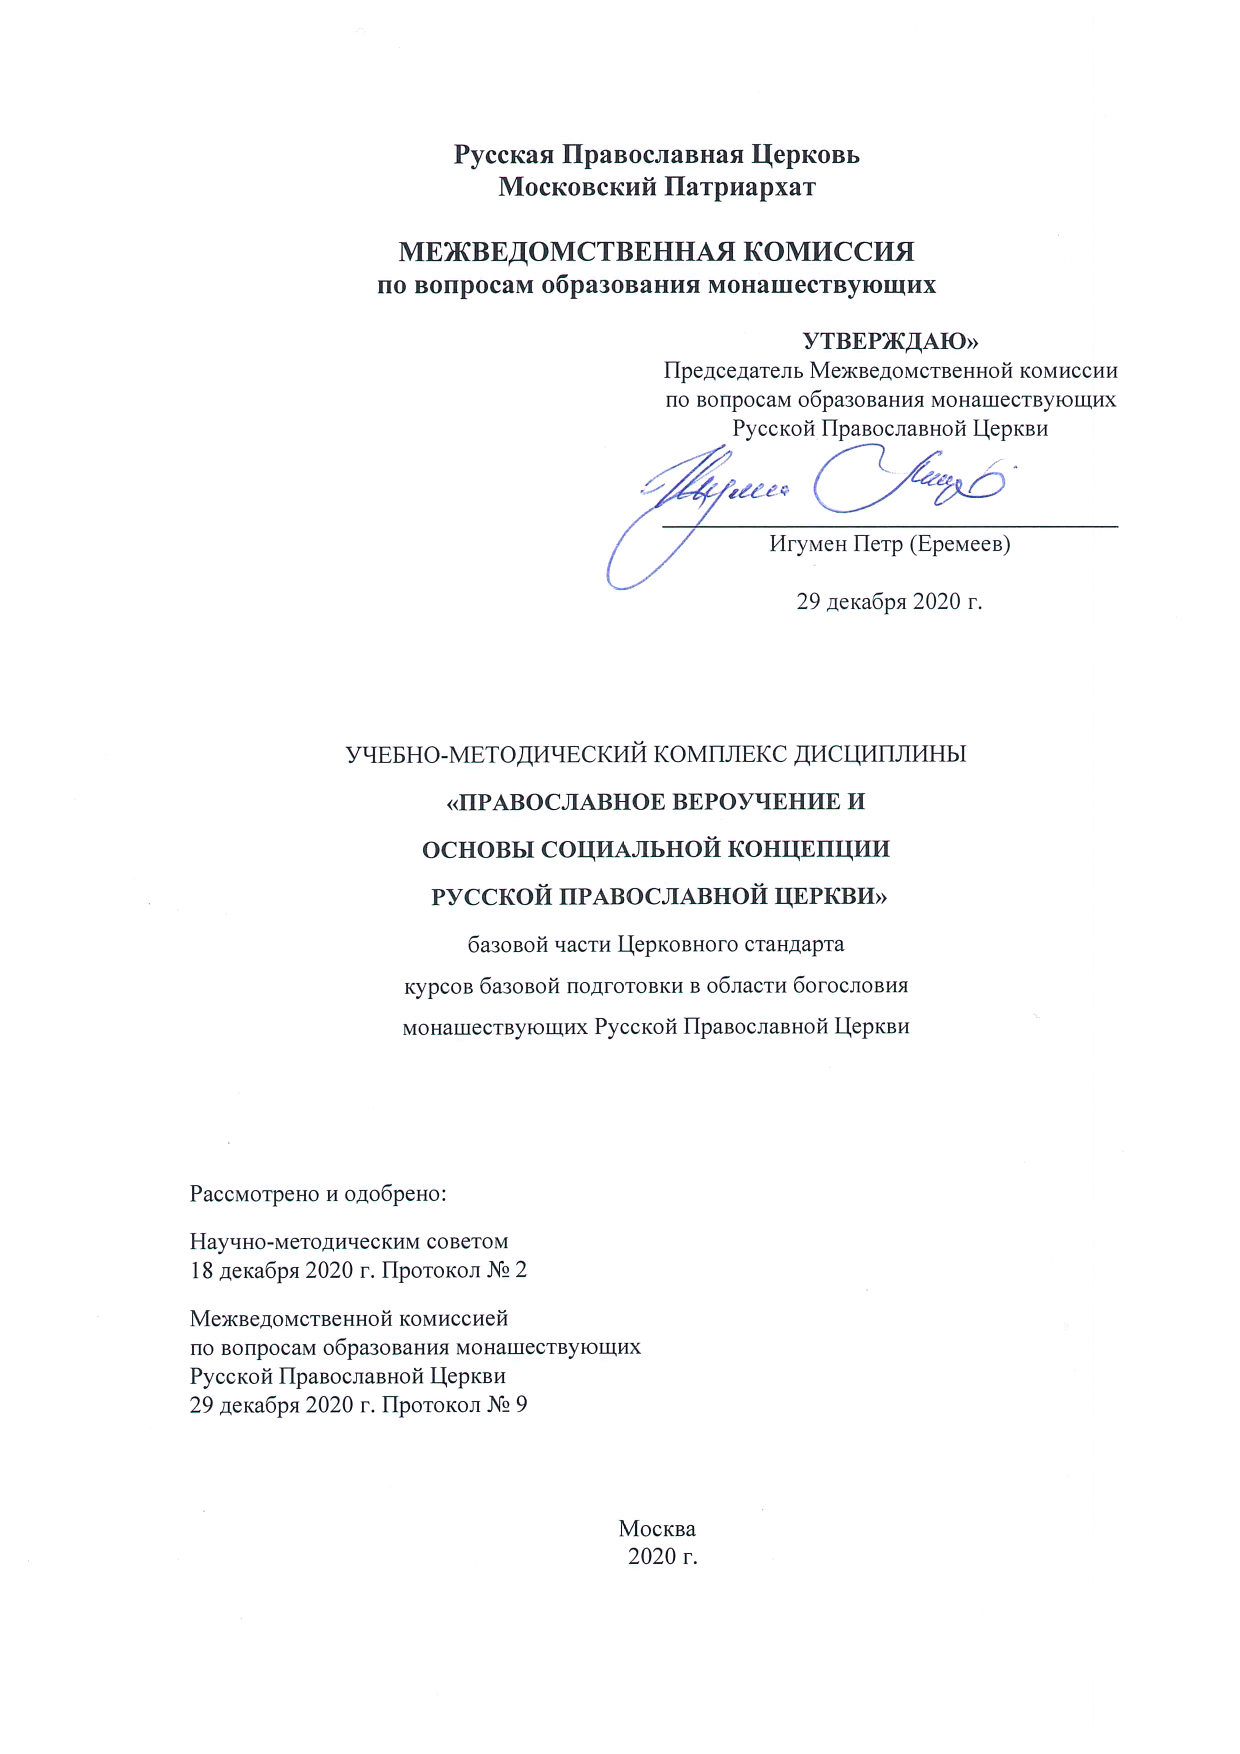 Русская Православная Церковь
Московский Патриархат
МЕЖВЕДОМСТВЕННАЯ КОМИССИЯ
по вопросам образования монашествующих
УТВЕРЖДАЮ»
Председатель Межведомственной комиссии
по вопросам образования монашествующих
Русской Православной Церкви
Игумен Петр (Еремеев)
29 декабря 2020 г.
УЧЕБНО-МЕТОДИЧЕСКИЙ КОМПЛЕКС ДИСЦИПЛИНЫ
«ПРАВОСЛАВНОЕ ВЕРОУЧЕНИЕ И
ОСНОВЫ СОЦИАЛЬНОЙ КОНЦЕПЦИИ
РУССКОЙ ПРАВОСЛАВНОЙ ЦЕРКВИ»
базовой части Церковного стандарта
курсов базовой подготовки в области богословия
монашествующих Русской Православной Церкви
Рассмотрено и одобрено:
Научно-методическим советом
18 декабря 2020 г. Протокол № 2
Межведомственной комиссией
по вопросам образования монашествующих
Русской Православной Церкви
29 декабря 2020 г. Протокол № 9
Москва
2020 г.